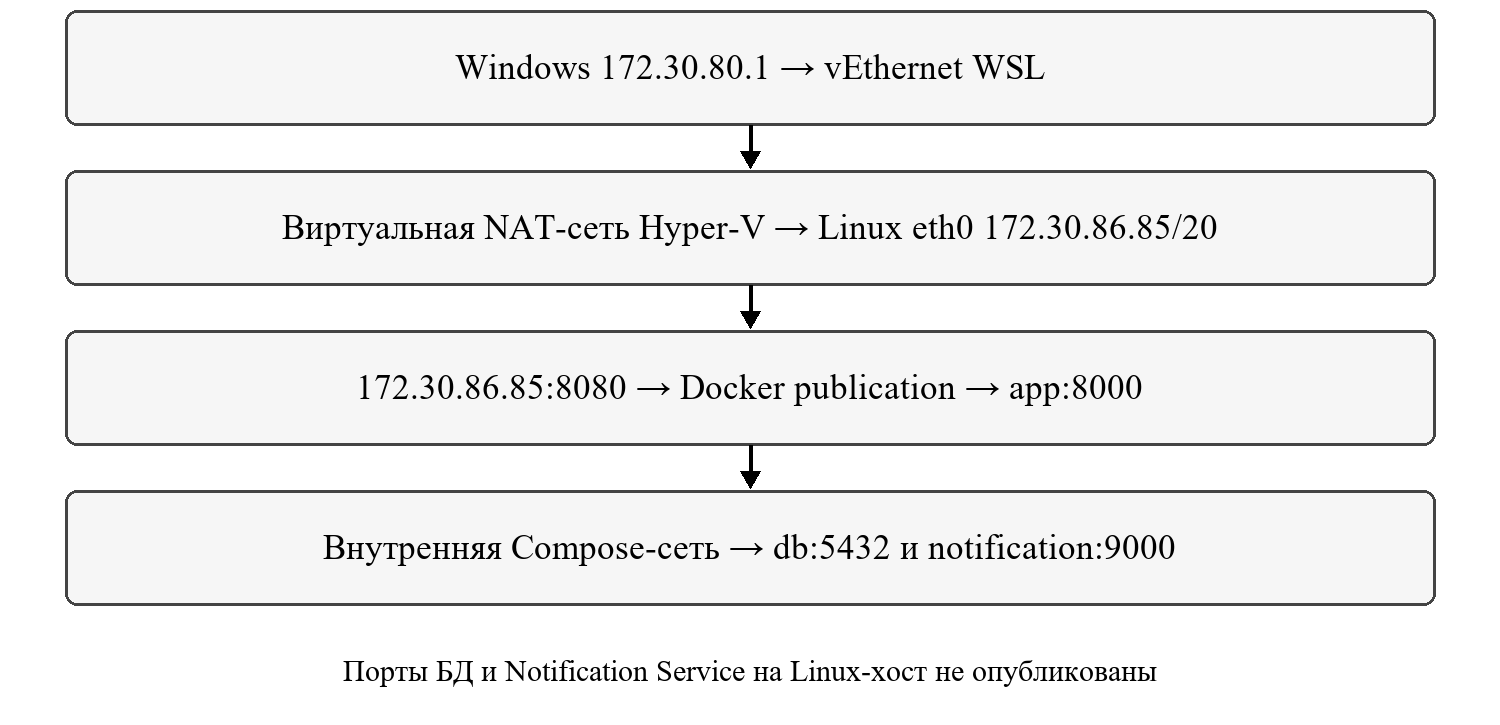 Windows 172.30.80.1 → vEthernet WSL
Виртуальная NAT-сеть Hyper-V → Linux eth0 172.30.86.85/20
172.30.86.85:8080 → Docker publication → app:8000
Внутренняя Compose-сеть → db:5432 и notification:9000
Порты БД и Notification Service на Linux-хост не опубликованы